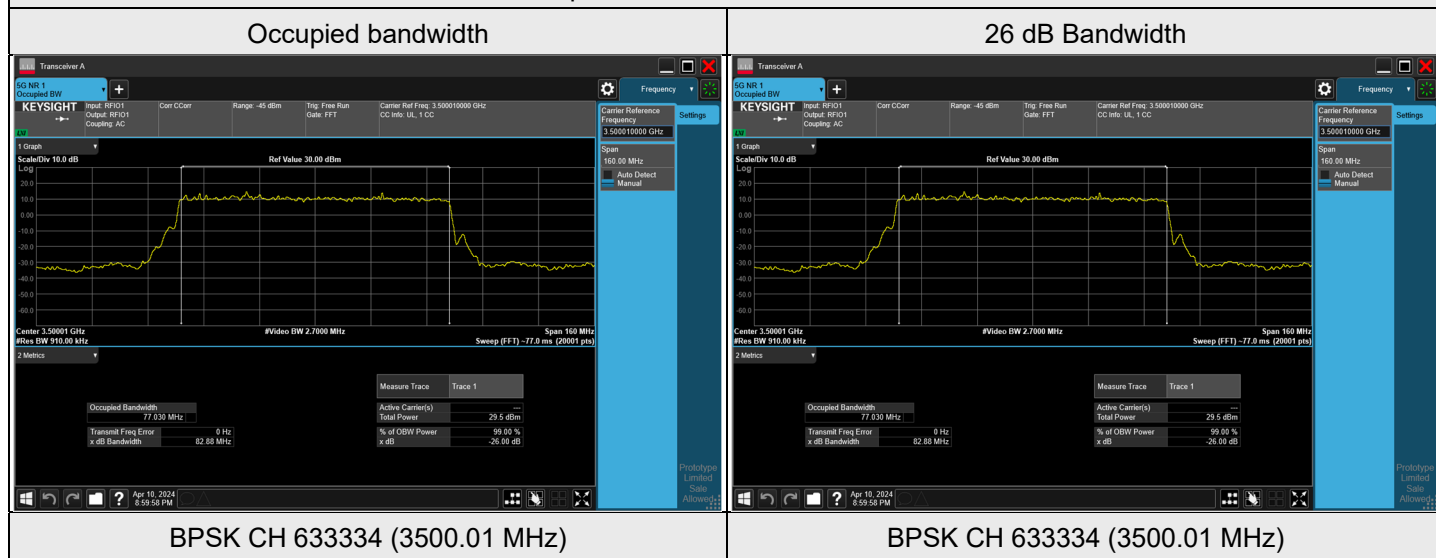 Occupied bandwidth
26 dB Bandwidth
Transceiver A
5G NR 1
Occupied BW
Frequency
KEYSIGHT
Input: RFIO1
Output: RFIO1
Coupling: AC
Corr CCorr
Range: -45 dBm
Trig: Free Run
Gate: FFT
Carrier Ref Freq: 3.500010000 GHz
CC Info: UL, 1 CC
LXI
Carrier Reference
Frequency
3.500010000 GHz
Settings
Span
160.00 MHz
Auto Detect
Manual
1 Graph
Scale/Div 10.0 dB
Ref Value 30.00 dBm
Log
20.0
10.0
0.00
-10.0
-20.0
-30.0
-40.0
-50.0
-60.0
Center 3.50001 GHz
#Video BW 2.7000 MHz
Span 160 MHz
#Res BW 910.00 kHz
Sweep (FFT) ~77.0 ms (20001 pts)
2 Metrics
Measure Trace
Trace 1
Occupied Bandwidth
77.030 MHz
Active Carrier(s)
---
Total Power
29.5 dBm
Transmit Freq Error
0 Hz
% of OBW Power
99.00 %
x dB Bandwidth
82.88 MHz
x dB
-26.00 dB
Prototype
Limited
Sale
Allowed
?
Apr 10, 2024
8:59:58 PM
Transceiver A
5G NR 1
Occupied BW
Frequency
KEYSIGHT
Input: RFIO1
Output: RFIO1
Coupling: AC
Corr CCorr
Range: -45 dBm
Trig: Free Run
Gate: FFT
Carrier Ref Freq: 3.500010000 GHz
CC Info: UL, 1 CC
LXI
Carrier Reference
Frequency
3.500010000 GHz
Settings
Span
160.00 MHz
Auto Detect
Manual
1 Graph
Scale/Div 10.0 dB
Ref Value 30.00 dBm
Log
20.0
10.0
0.00
-10.0
-20.0
-30.0
-40.0
-50.0
-60.0
Center 3.50001 GHz
#Video BW 2.7000 MHz
Span 160 MHz
#Res BW 910.00 kHz
Sweep (FFT) ~77.0 ms (20001 pts)
2 Metrics
Measure Trace
Trace 1
Occupied Bandwidth
77.030 MHz
Active Carrier(s)
---
Total Power
29.5 dBm
Transmit Freq Error
0 Hz
% of OBW Power
99.00 %
x dB Bandwidth
82.88 MHz
x dB
-26.00 dB
Prototype
Limited
Sale
Allowed
?
Apr 10, 2024
8:59:58 PM
BPSK CH 633334 (3500.01 MHz)
BPSK CH 633334 (3500.01 MHz)